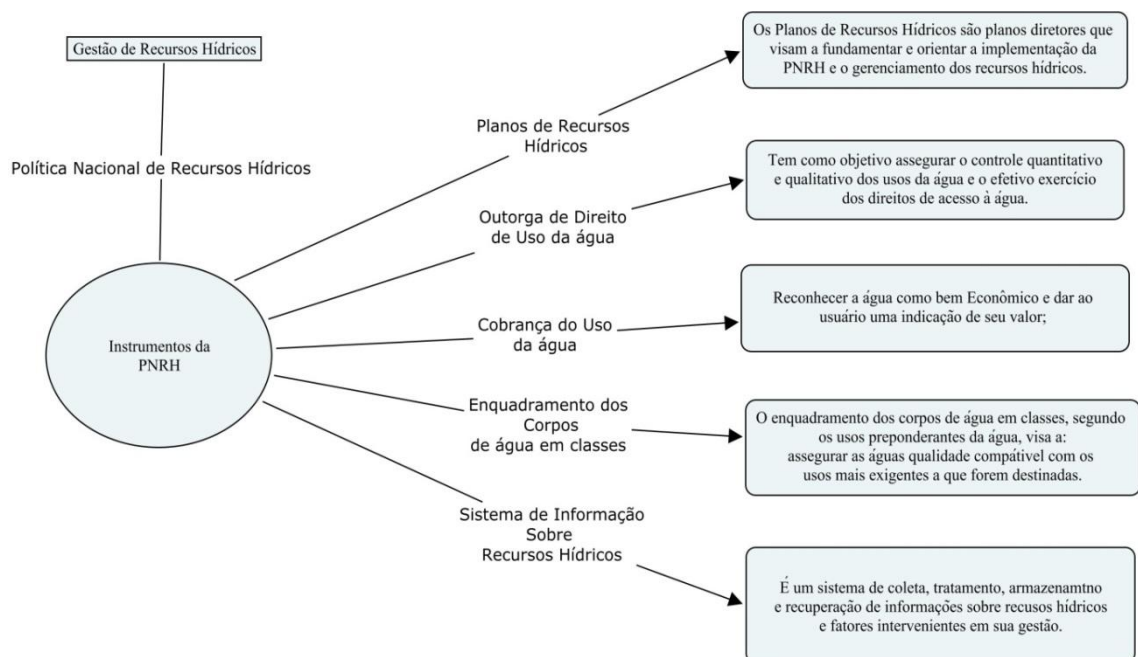 Gestão de Recursos Hídricos
Política Nacional de Recursos Hídricos
Instrumentos da
PNRH
Planos de Recursos
Hídricos
Os Planos de Recursos Hídricos são planos diretores que
visam a fundamentar e orientar a implementação da
PNRH e o gerenciamento dos recursos hídricos.
Outorga de Direito
de Uso da água
Tem como objetivo assegurar o controle quantitativo
e qualitativo dos usos da água e o efetivo exercício
dos direitos de acesso à água.
Cobrança do Uso
da água
Reconhecer a água como bem Econômico e dar ao
usuário uma indicação de seu valor;
Enquadramento dos
Corpos
de água em classes
O enquadramento dos corpos de água em classes, segundo
os usos preponderantes da água, visa a:
assegurar as águas qualidade compátivel com os
usos mais exigentes a que forem destinadas.
Sistema de Informação
Sobre
Recursos Hídricos
É um sistema de coleta, tratamento, armazenamtno
e recuperação de informações sobre recusos hídricos
e fatores intervenientes em sua gestão.